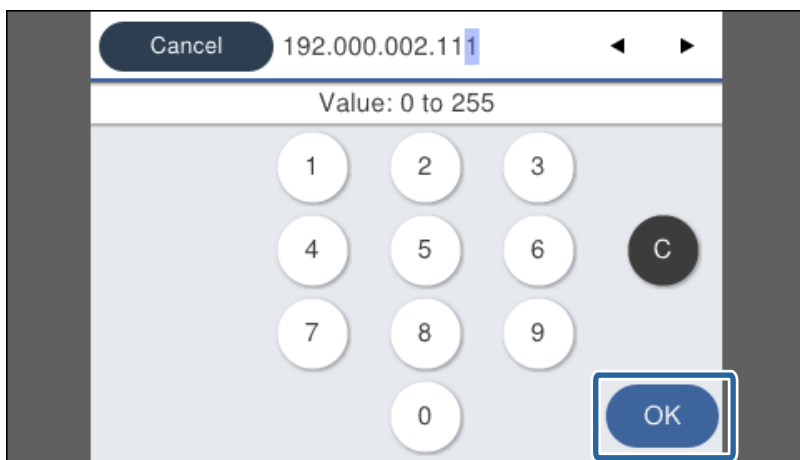 Cancel 192.000.002.111 ◀ ▶
Value: 0 to 255
1 2 3
4 5 6 C
7 8 9
0 OK